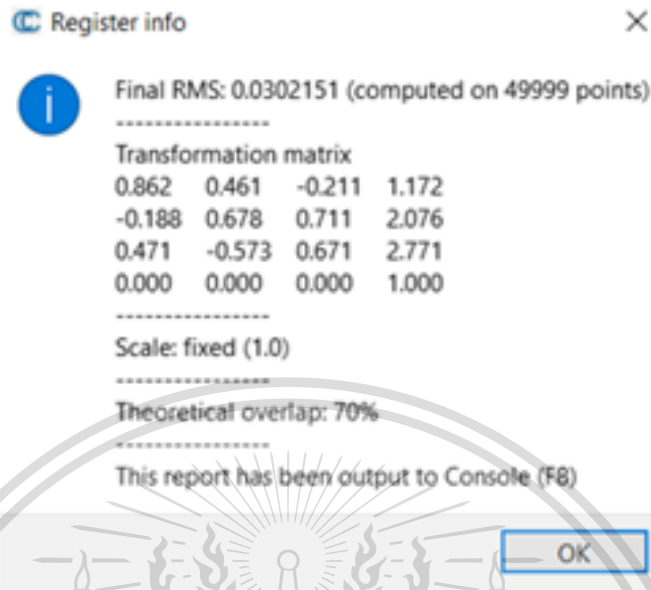 Register info
Final RMS: 0.0302151 (computed on 49999 points)
----------------
Transformation matrix
0.862 0.461 -0.211 1.172
-0.188 0.678 0.711 2.076
0.471 -0.573 0.671 2.771
0.000 0.000 0.000 1.000
----------------
Scale: fixed (1.0)
----------------
Theoretical overlap: 70%
----------------
This report has been output to Console (F8)
OK